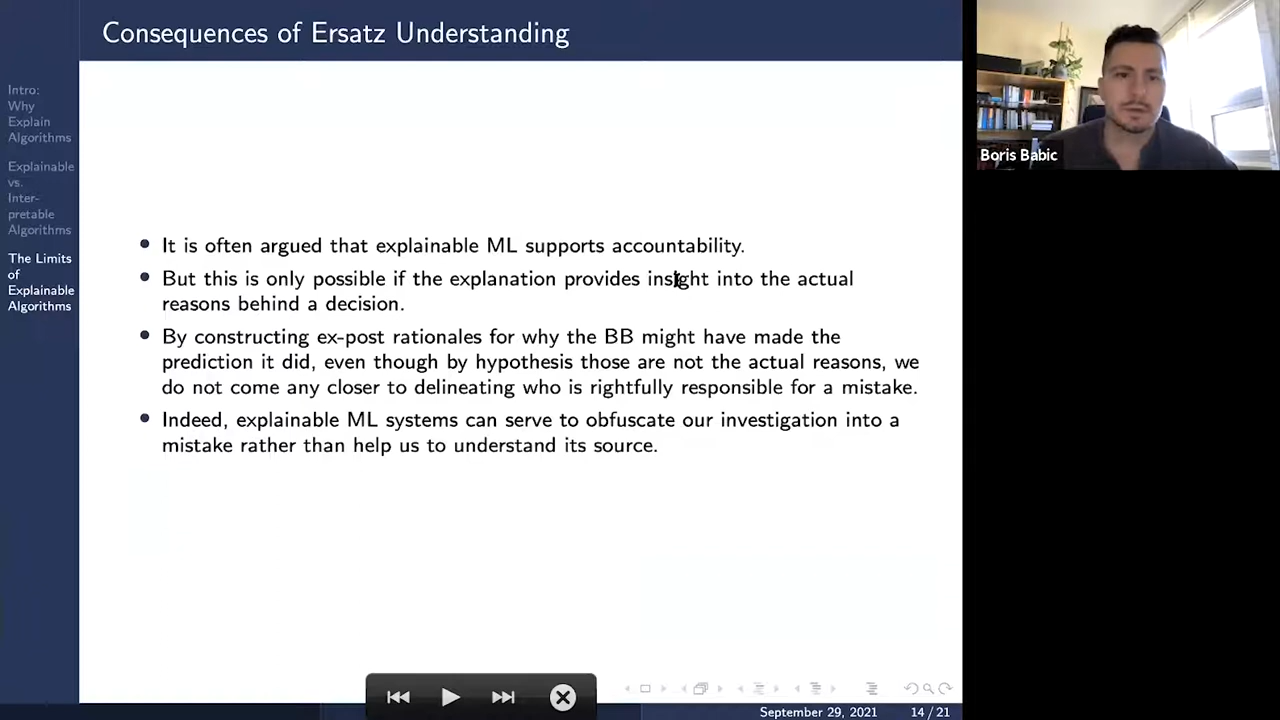 Consequences of Ersatz Understanding
Intro:
Why
Explain
Algorithms
Explainable
vs.
Inter-
pretable
Algorithms
The Limits
of
Explainable
Algorithms
• It is often argued that explainable ML supports accountability.
• But this is only possible if the explanation provides insight into the actual
reasons behind a decision.
• By constructing ex-post rationales for why the BB might have made the
prediction it did, even though by hypothesis those are not the actual reasons, we
do not come any closer to delineating who is rightfully responsible for a mistake.
• Indeed, explainable ML systems can serve to obfuscate our investigation into a
mistake rather than help us to understand its source.
September 29, 2021 14/21
Boris Babic